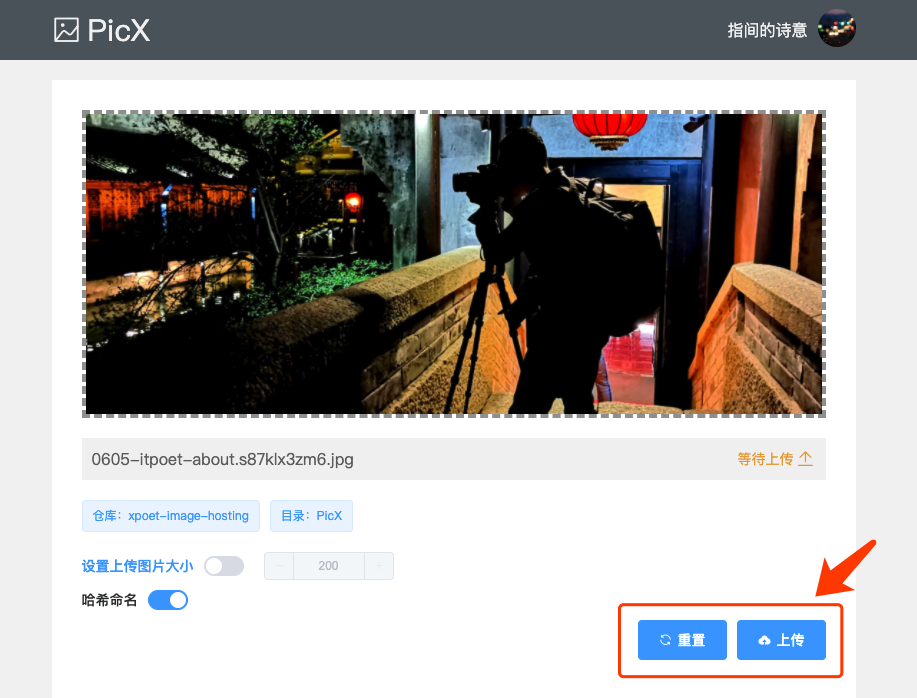 PicX
指间的诗意
0605-itpoet-about.s87klx3zm6.jpg
等待上传
仓库：xpoet-image-hosting
目录：PicX
设置上传图片大小
200
哈希命名
重置
上传